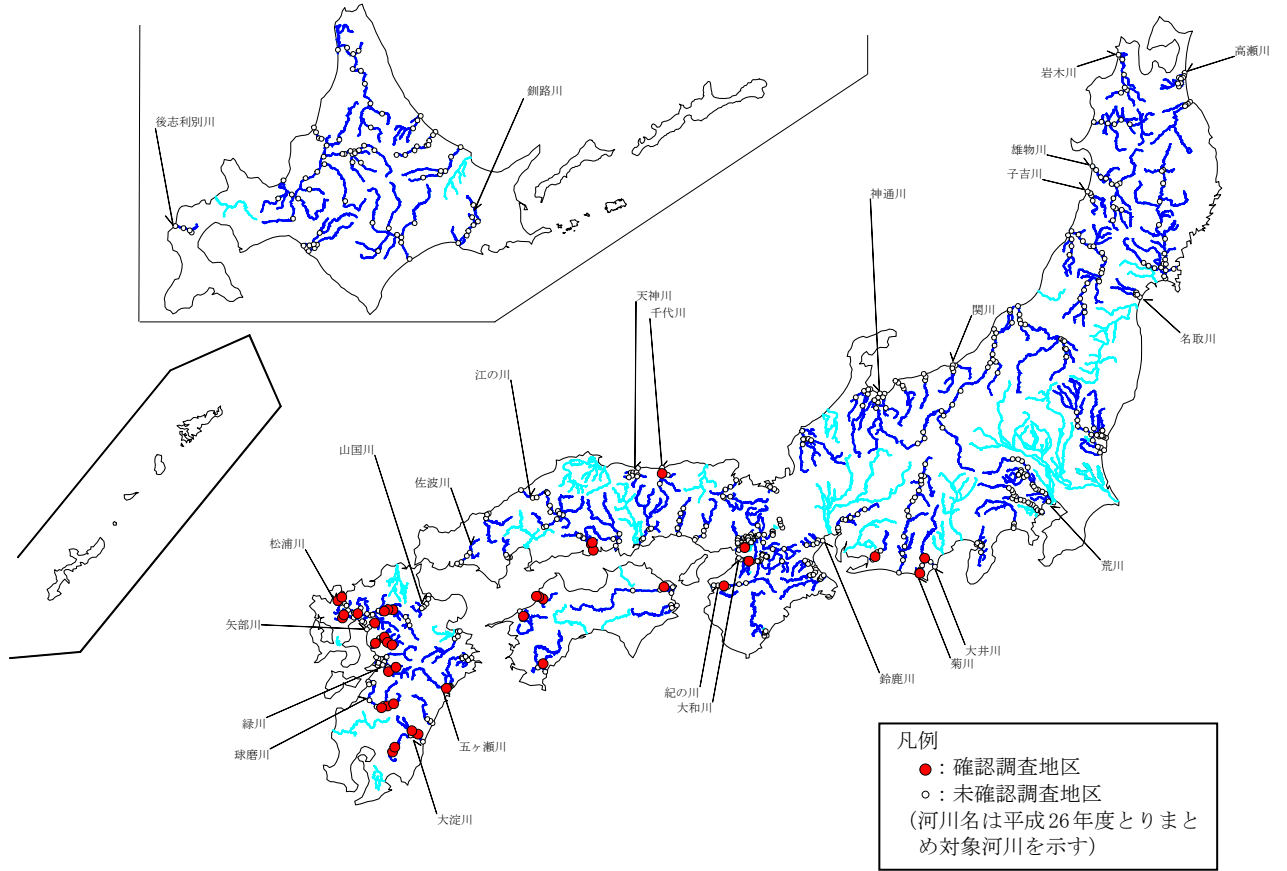 釧路川
後志利別川
高瀬川
岩木川
雄物川
子吉川
神通川
天神川
千代川
関川
名取川
江の川
山国川
佐波川
松浦川
荒川
矢部川
大井川
菊川
鈴鹿川
紀の川
大和川
緑川
球磨川
五ヶ瀬川
大淀川
凡例
：確認調査地区
：未確認調査地区
（河川名は平成26年度とりまと
め対象河川を示す）